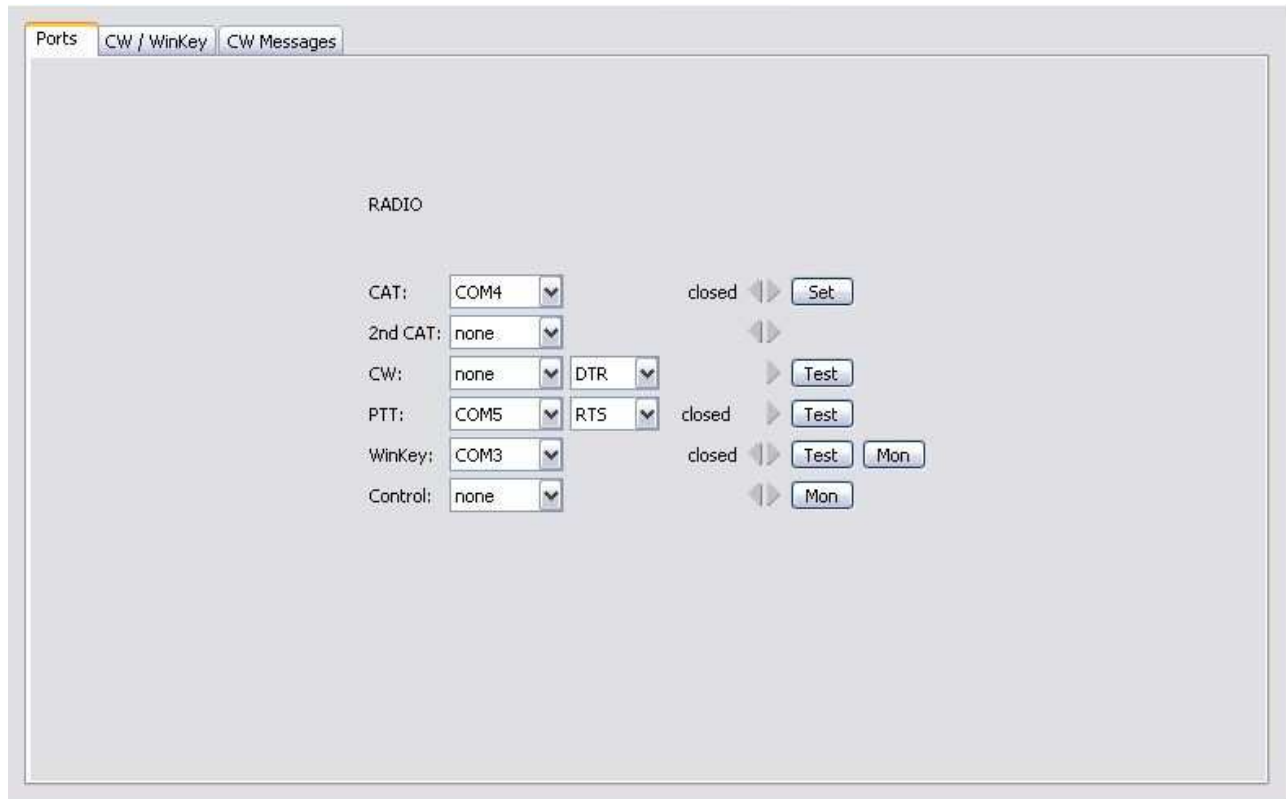 Ports CW / WinKey CW Messages
RADIO
CAT: COM4 closed Set
2nd CAT: none
CW: none DTR Test
PTT: COM5 RTS closed Test
WinKey: COM3 closed Test Mon
Control: none Mon